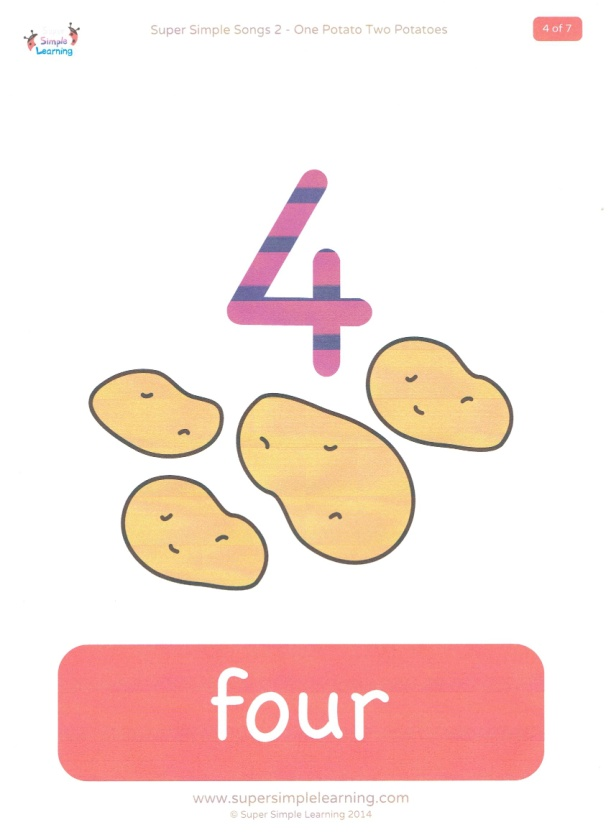 Simple
Learning
Super Simple Songs 2 - One Potato Two Potatoes
4 of 7
4
four
www.supersimplelearning.com
© Super Simple Learning 2014